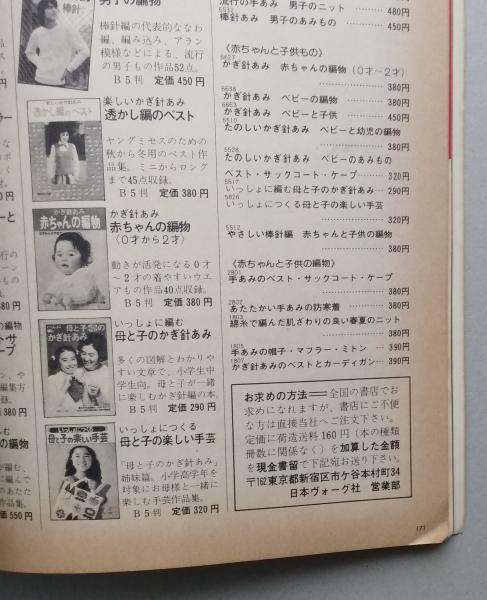 男子の編物
棒針編の代表的ななわ
編、編み込み、アラン
模様などによる、流行
の男子もの作品52点。
B5判 定価450円
楽しいかぎ針あみ
透かし編のベスト
ヤングミセスのための
秋から冬用のベスト作
品集。ミニからロング
まで45点収録。
B5判 定価380円
かぎ針あみ
赤ちゃんの編物
(0才から2才)
動きが活発になる0才
〜2才の着やすいウエ
アもの作品40点収録。
B5判 定価380円
いっしょに編む
母と子のかぎ針あみ
多くの図解とわかりや
すい文章で、小学生中
学生向。母と子が一緒
に楽しむかぎ針編の本。
B5判 定価290円
いっしょにつくる
母と子の楽しい手芸
「母と子のかぎ針あみ」
姉妹篇。小学高学年を
対象にお母様と一緒に
楽しむ手芸作品集。
B5判 定価320円
流行の手あみ 男子のニット………480円
6532
棒針あみ 男子のあみもの
………450円
〈赤ちゃんと子供もの〉
6627
かぎ針あみ 赤ちゃんの編物(0才〜2才)
………380円
6638
かぎ針あみ ベビーの編物………380円
6663
かぎ針あみ ベビーと子供………450円
5510
たのしいかぎ針あみ ベビーと幼児の編物
………380円
5528
たのしいかぎ針あみ ベビーのあみもの
………380円
ベスト・サックコート・ケープ………320円
5517
いっしょに編む母と子のかぎ針あみ……290円
5826
いっしょにつくる母と子の楽しい手芸
………320円
5512
やさしい棒針編 赤ちゃんと子供の編物
………380円
〈赤ちゃんと子供の編物〉
2801
手あみのベスト・サックコート・ケープ
………380円
2802
あたたかい手あみの防寒着………380円
1803
綿糸で編んだ肌ざわりの良い春夏のニット
………380円
1805
手あみの帽子・マフラー・ミトン…390円
1807
かぎ針あみのベストとカーディガン…390円
お求めの方法=全国の書店でお
求めになれますが、書店にご不便
な方は直接当社へご注文下さい。
定価に荷造送料160円(本の種類
冊数に関係なく)を加算した金額
を現金書留で下記宛お送り下さい。
〒162東京都新宿区市ケ谷本村町34
日本ヴォーグ社 営業部
171